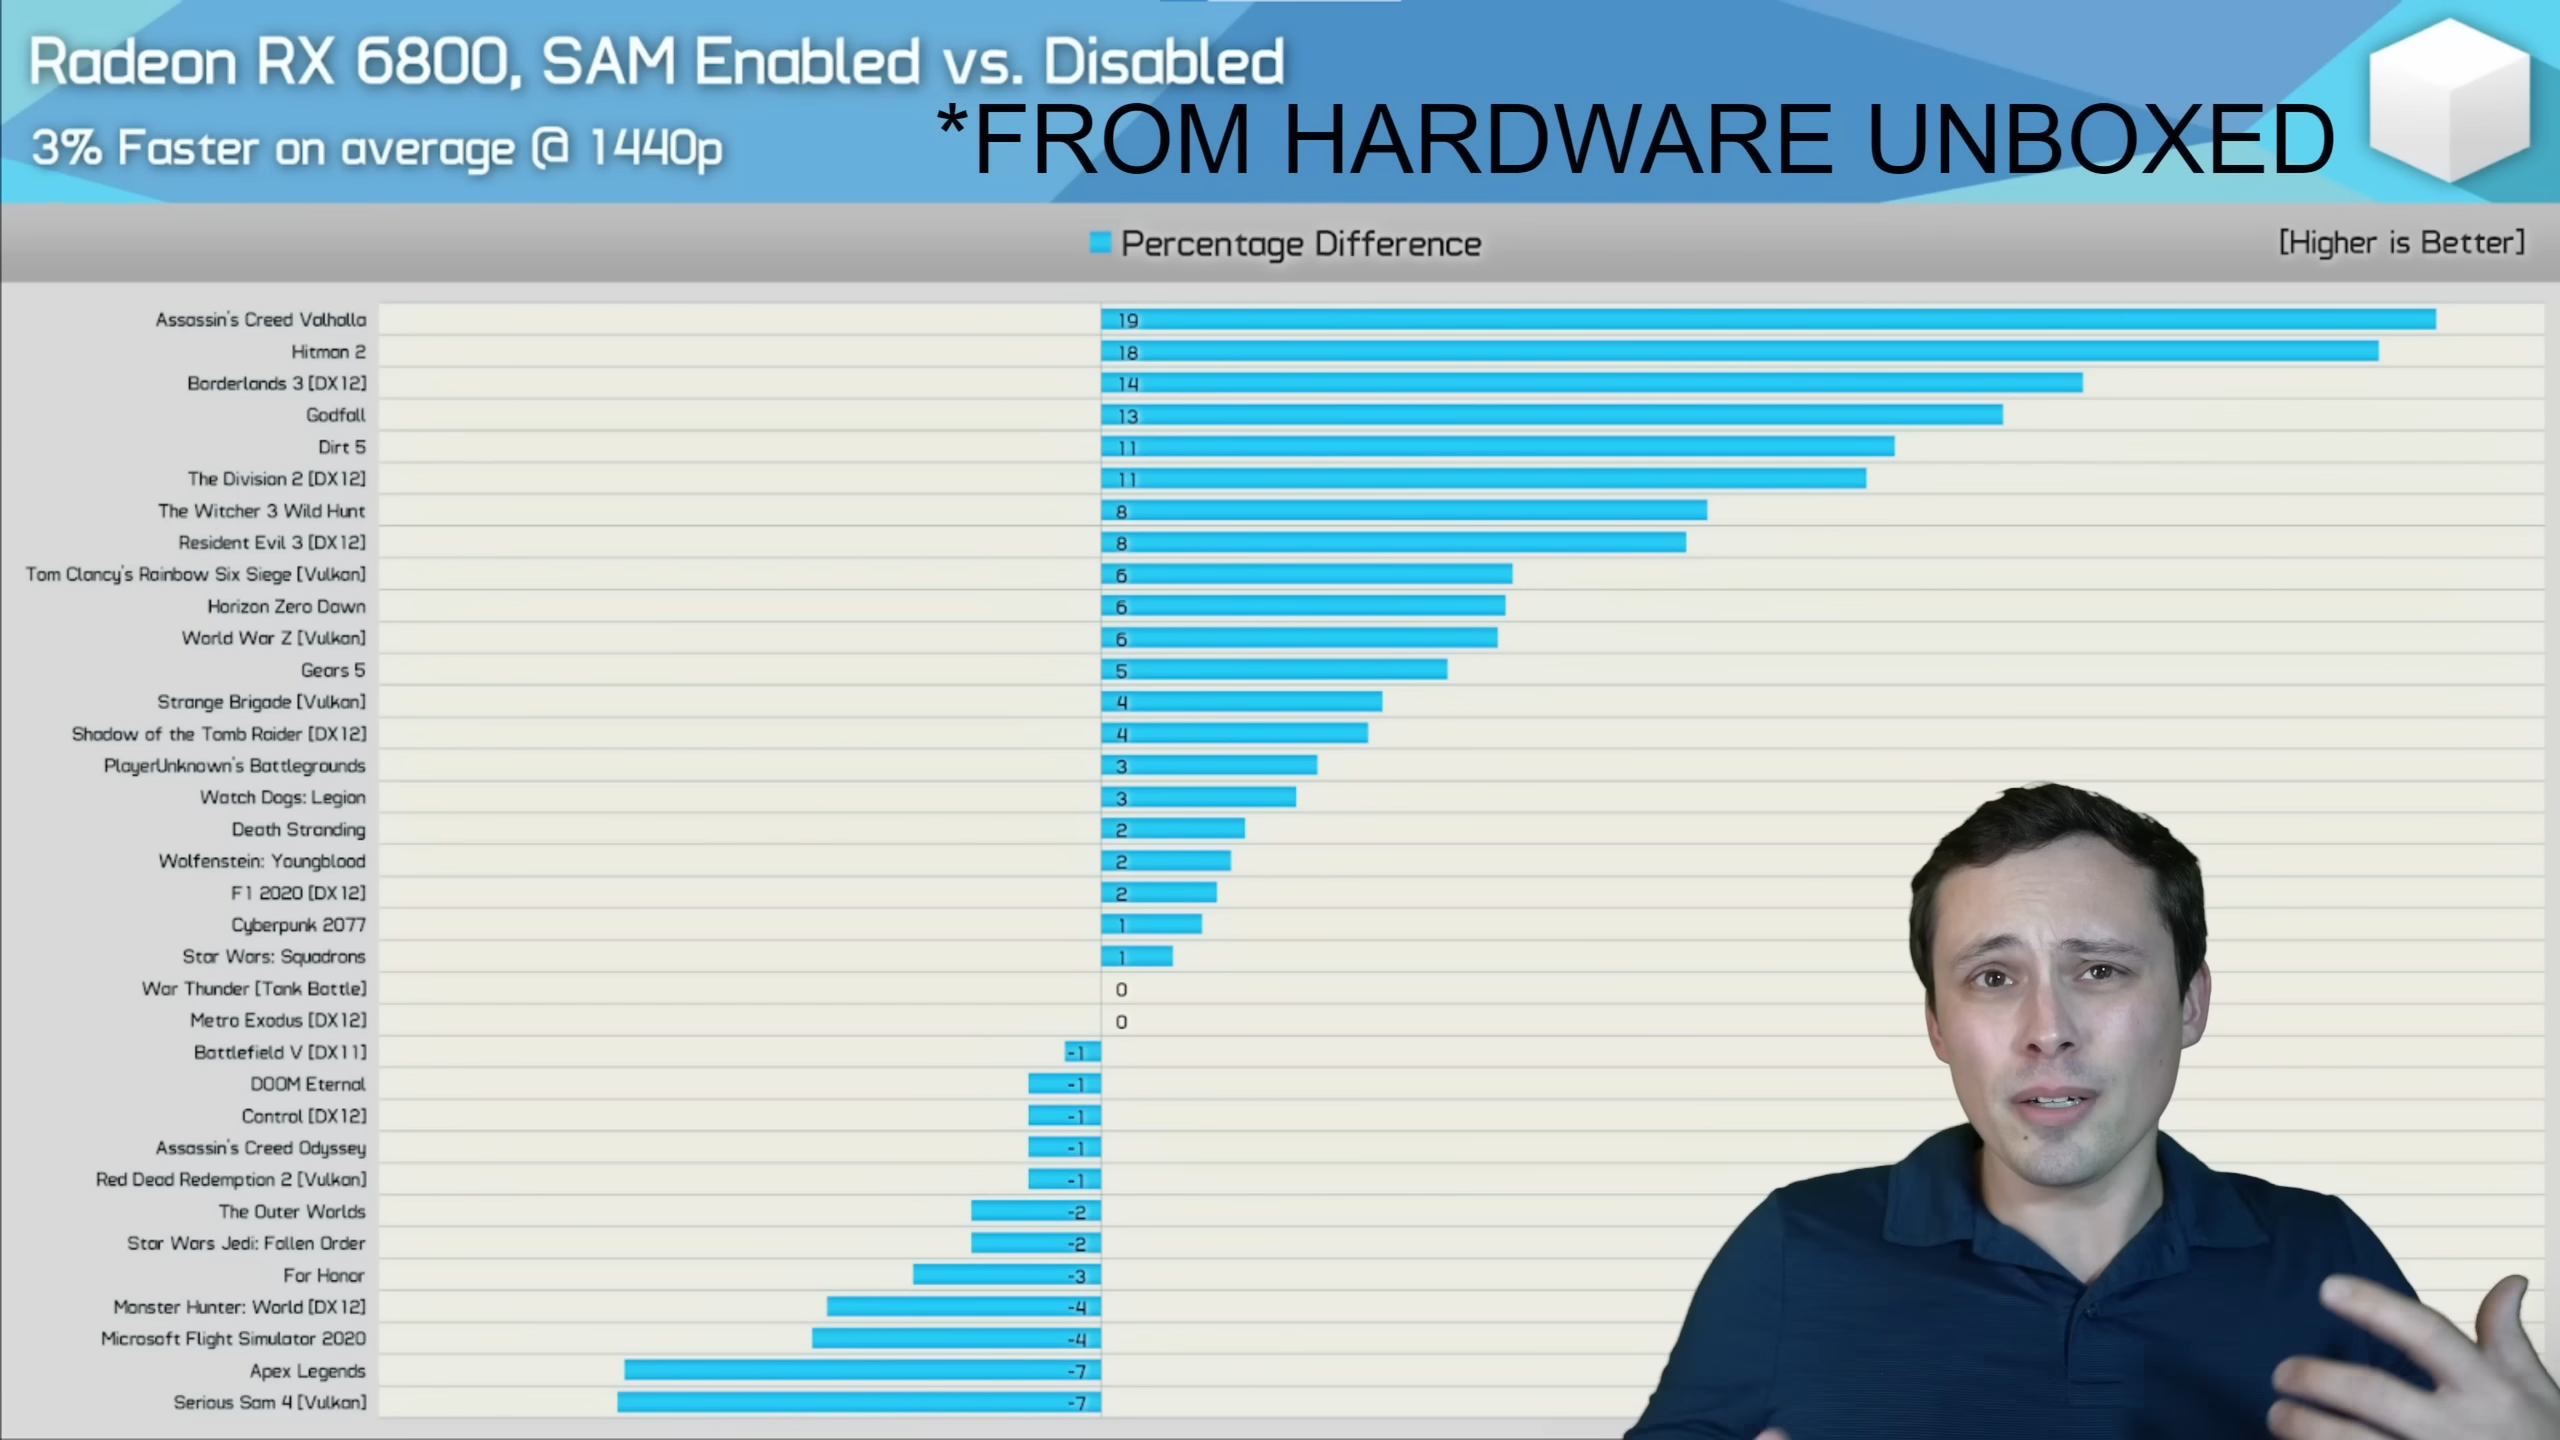 Radeon RX 6800, SAM Enabled vs. Disabled
3% Faster on average @ 1440p
*FROM HARDWARE UNBOXED
Percentage Difference
[Higher is Better]
Assassin's Creed Valhalla 19
Hitman 2 18
Borderlands 3 [DX12] 14
Godfall 13
Dirt 5 11
The Division 2 [DX12] 11
The Witcher 3 Wild Hunt 8
Resident Evil 3 [DX12] 8
Tom Clancy's Rainbow Six Siege [Vulkan] 6
Horizon Zero Dawn 6
World War Z [Vulkan] 6
Gears 5 5
Strange Brigade [Vulkan] 4
Shadow of the Tomb Raider [DX12] 4
PlayerUnknown's Battlegrounds 3
Watch Dogs: Legion 3
Death Stranding 2
Wolfenstein: Youngblood 2
F1 2020 [DX12] 2
Cyberpunk 2077 1
Star Wars: Squadrons 1
War Thunder [Tank Battle] 0
Metro Exodus [DX12] 0
Battlefield V [DX11] -1
DOOM Eternal -1
Control [DX12] -1
Assassin's Creed Odyssey -1
Red Dead Redemption 2 [Vulkan] -1
The Outer Worlds -2
Star Wars Jedi: Fallen Order -2
For Honor -3
Monster Hunter: World [DX12] -4
Microsoft Flight Simulator 2020 -4
Apex Legends -7
Serious Sam 4 [Vulkan] -7